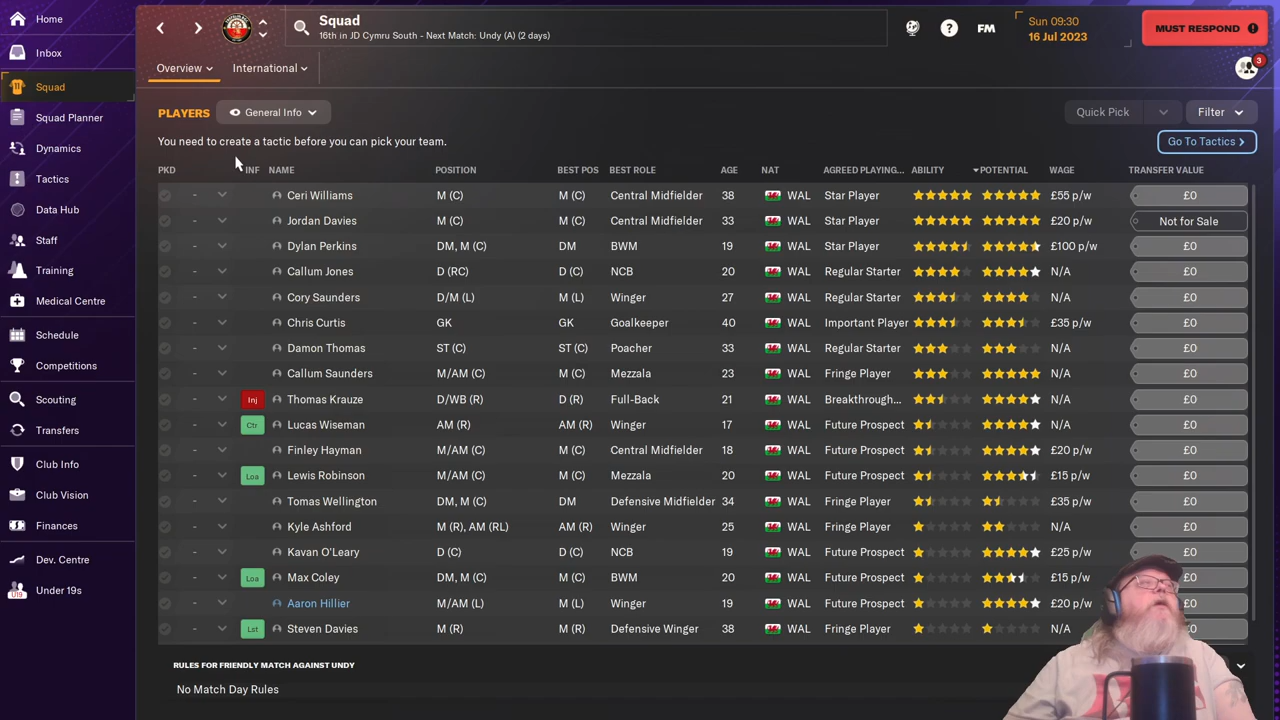 Home
Inbox
Squad
Squad Planner
Dynamics
Tactics
Data Hub
Staff
Training
Medical Centre
Schedule
Competitions
Scouting
Transfers
Club Info
Club Vision
Finances
Dev. Centre
U19 Under 19s
Squad
16th in JD Cymru South - Next Match: Undy (A) (2 days)
? FM
Sun 09:30
16 Jul 2023
MUST RESPOND
3
Overview International
PLAYERS General Info Quick Pick Filter
You need to create a tactic before you can pick your team. Go To Tactics
PKD INF NAME POSITION BEST POS BEST ROLE AGE NAT AGREED PLAYING... ABILITY POTENTIAL WAGE TRANSFER VALUE
- Ceri Williams M (C) M (C) Central Midfielder 38 WAL Star Player £55 p/w £0
- Jordan Davies M (C) M (C) Central Midfielder 33 WAL Star Player £20 p/w Not for Sale
- Dylan Perkins DM, M (C) DM BWM 19 WAL Star Player £100 p/w £0
- Callum Jones D (RC) D (C) NCB 20 WAL Regular Starter N/A £0
- Cory Saunders D/M (L) M (L) Winger 27 WAL Regular Starter N/A £0
- Chris Curtis GK GK Goalkeeper 40 WAL Important Player £35 p/w £0
- Damon Thomas ST (C) ST (C) Poacher 33 WAL Regular Starter N/A £0
- Callum Saunders M/AM (C) M (C) Mezzala 23 WAL Fringe Player N/A £0
- Inj Thomas Krauze D/WB (R) D (R) Full-Back 21 WAL Breakthrough... N/A £0
- Ctr Lucas Wiseman AM (R) AM (R) Winger 17 WAL Future Prospect N/A £0
- Finley Hayman M/AM (C) M (C) Central Midfielder 18 WAL Future Prospect £20 p/w £0
- Loa Lewis Robinson M/AM (C) M (C) Mezzala 20 WAL Future Prospect £15 p/w £0
- Tomas Wellington DM, M (C) DM Defensive Midfielder 34 WAL Fringe Player £35 p/w £0
- Kyle Ashford M (R), AM (RL) AM (R) Winger 25 WAL Fringe Player N/A £0
- Kavan O'Leary D (C) D (C) NCB 19 WAL Future Prospect £25 p/w £0
- Loa Max Coley DM, M (C) M (C) BWM 20 WAL Future Prospect £15 p/w £0
- Aaron Hillier M/AM (L) M (L) Winger 19 WAL Future Prospect £20 p/w £0
- Lst Steven Davies M (R) M (R) Defensive Winger 38 WAL Fringe Player N/A £0
RULES FOR FRIENDLY MATCH AGAINST UNDY
No Match Day Rules